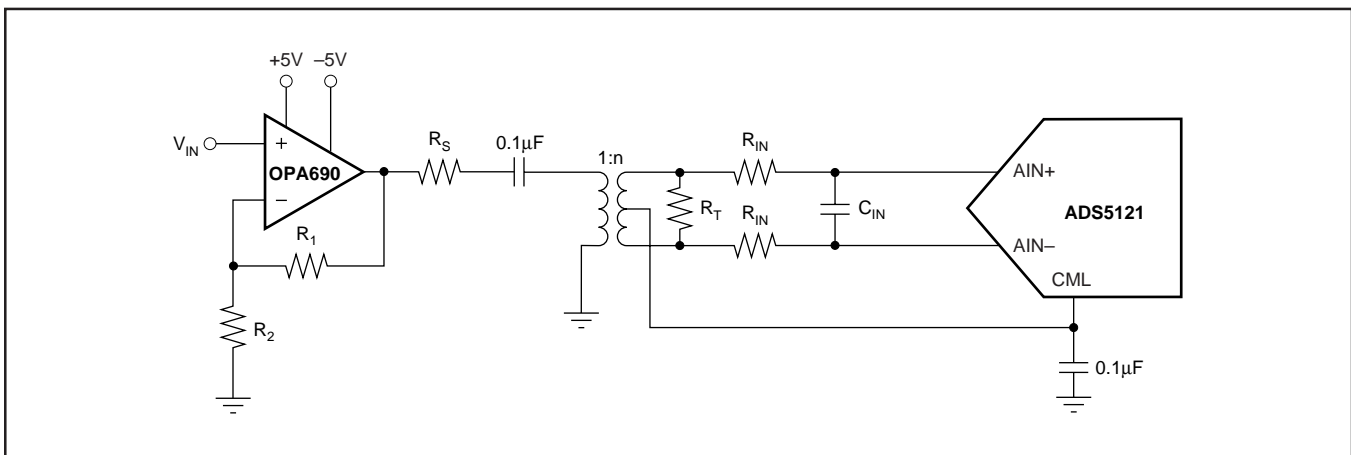 +5V –5V
V_IN
+
OPA690
–
R_S
0.1µF
1:n
R_IN
R_T
R_IN
C_IN
AIN+
ADS5121
AIN–
CML
R_1
R_2
0.1µF